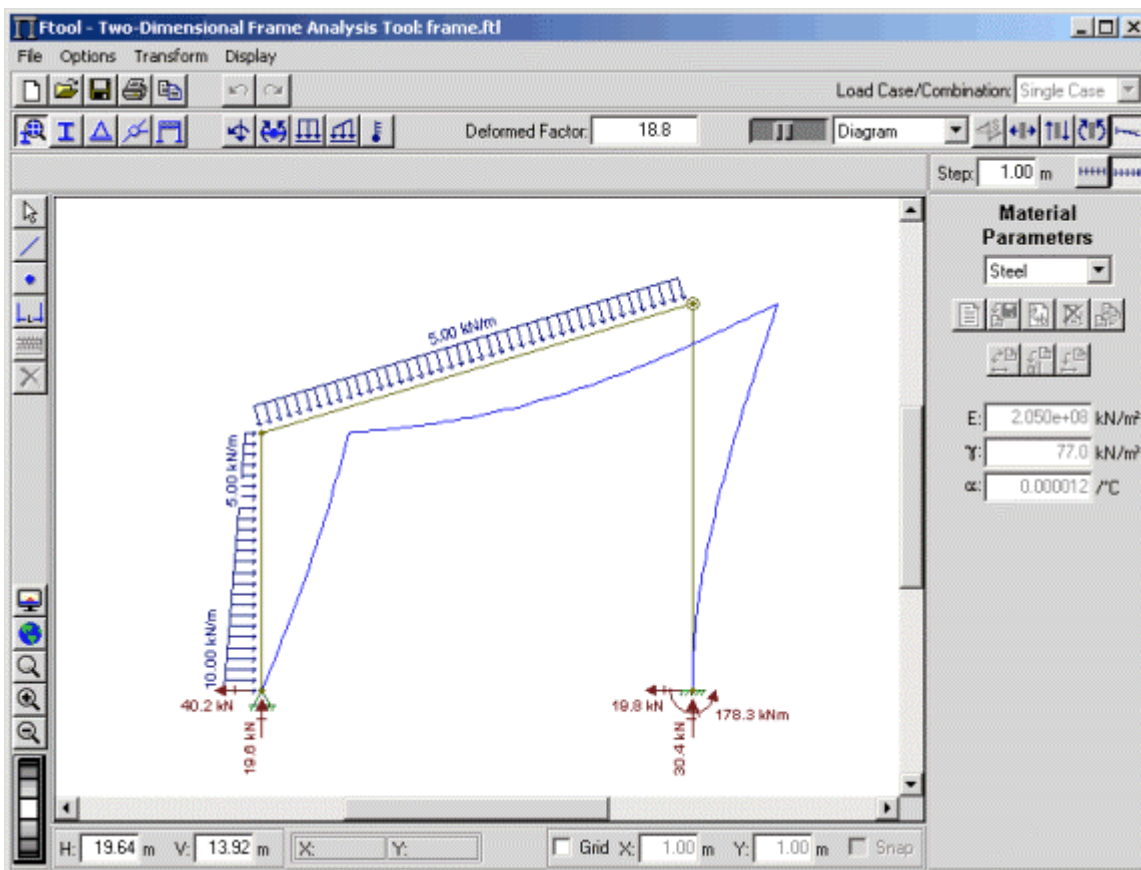 Ftool - Two-Dimensional Frame Analysis Tool: frame.ftl
File Options Transform Display
Load Case/Combination: Single Case
Deformed Factor: 18.8 Diagram
Step: 1.00 m
Material
Parameters
Steel
5.00 kN/m
5.00 kN/m
E: 2.050e+08 kN/m²
γ: 77.0 kN/m³
α: 0.000012 /°C
10.00 kN/m
40.2 kN
19.6 kN
19.8 kN
178.3 kNm
30.4 kN
H: 19.64 m V: 13.92 m X: Y: Grid X: 1.00 m Y: 1.00 m Snap